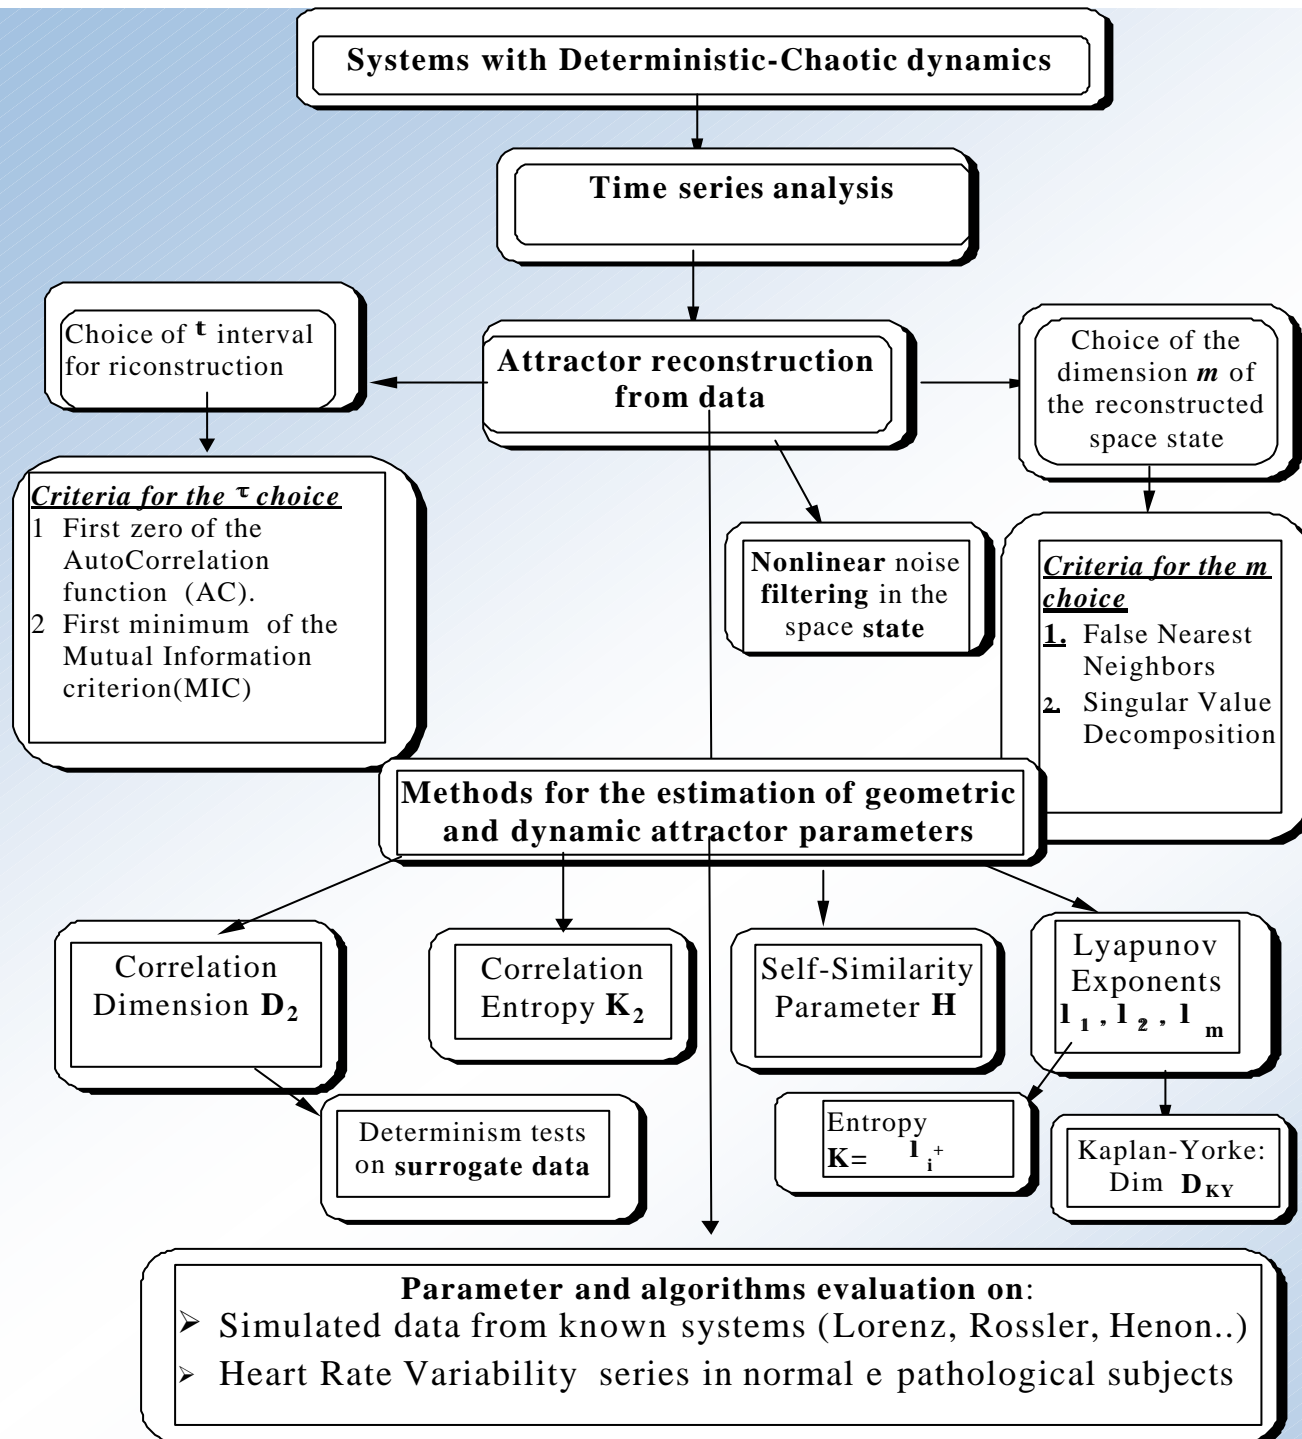 Systems with Deterministic-Chaotic dynamics
Time series analysis
Choice of τ interval
for riconstruction
Attractor reconstruction
from data
Choice of the
dimension m of
the reconstructed
space state
Criteria for the τ choice
1 First zero of the
AutoCorrelation
function (AC).
2 First minimum of the
Mutual Information
criterion(MIC)
Nonlinear noise
filtering in the
space state
Criteria for the m
choice
1. False Nearest
Neighbors
2. Singular Value
Decomposition
Methods for the estimation of geometric
and dynamic attractor parameters
Correlation
Dimension D2
Correlation
Entropy K2
Self-Similarity
Parameter H
Lyapunov
Exponents
l 1 , l 2 , l m
Determinism tests
on surrogate data
Entropy
K= l i+
Kaplan-Yorke:
Dim DKY
Parameter and algorithms evaluation on:
➢ Simulated data from known systems (Lorenz, Rossler, Henon..)
➢ Heart Rate Variability series in normal e pathological subjects